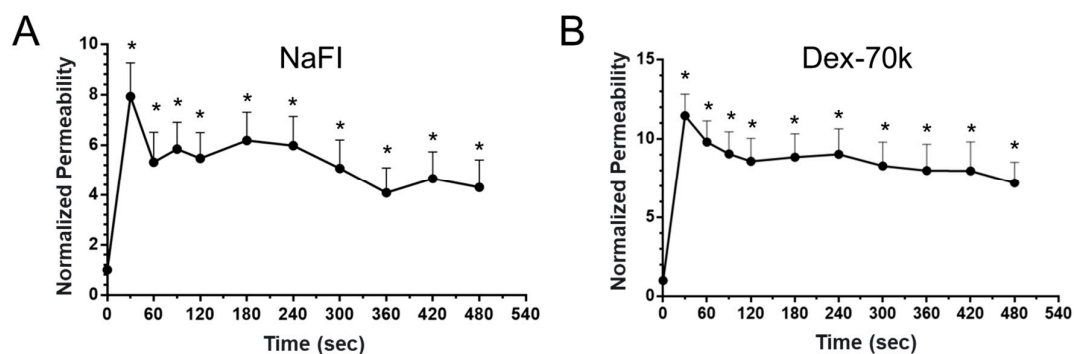 A
NaFI
Normalized Permeability
10
8
6
4
2
0
* * * * * * * * * *
0 60 120 180 240 300 360 420 480 540
Time (sec)
B
Dex-70k
Normalized Permeability
15
10
5
0
* * * * * * * * * *
0 60 120 180 240 300 360 420 480 540
Time (sec)